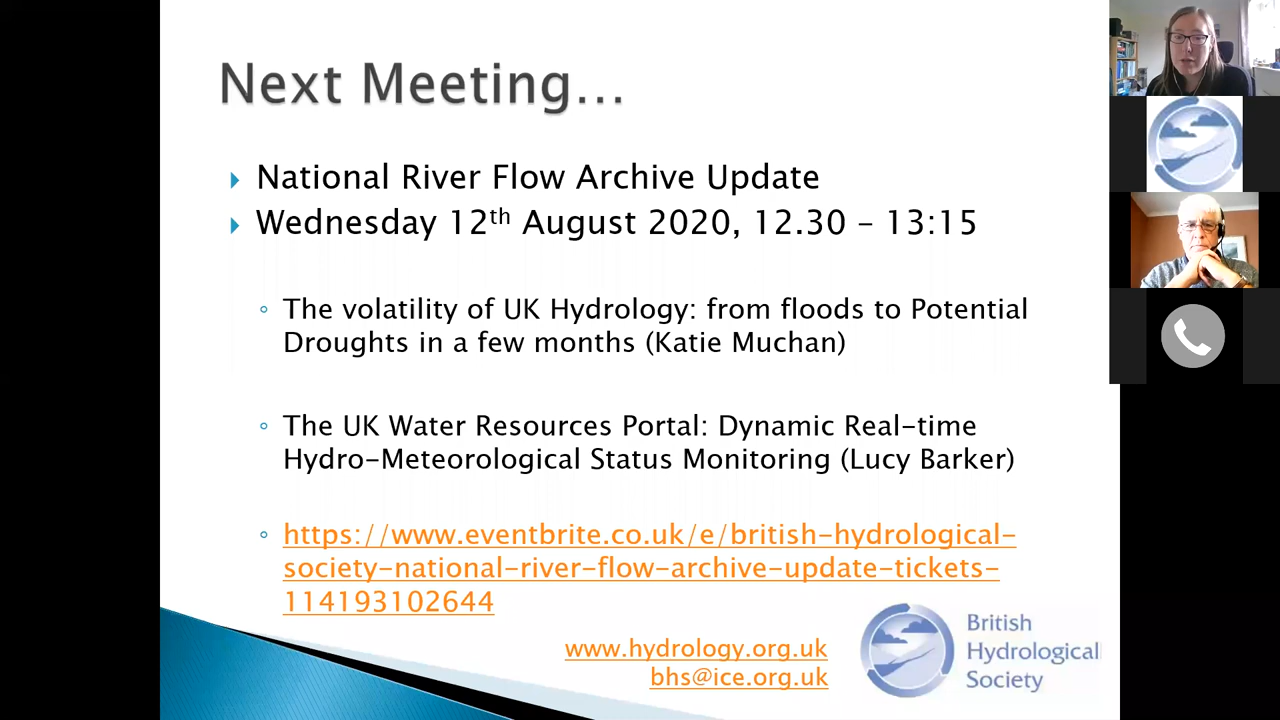 Next Meeting...
National River Flow Archive Update
Wednesday 12th August 2020, 12.30 – 13:15
The volatility of UK Hydrology: from floods to Potential
Droughts in a few months (Katie Muchan)
The UK Water Resources Portal: Dynamic Real-time
Hydro-Meteorological Status Monitoring (Lucy Barker)
https://www.eventbrite.co.uk/e/british-hydrological-
society-national-river-flow-archive-update-tickets-
114193102644
www.hydrology.org.uk
bhs@ice.org.uk
British
Hydrological
Society